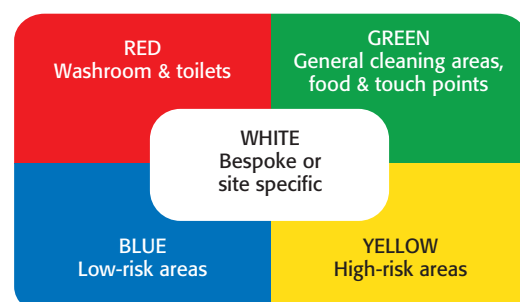 RED
Washroom & toilets
GREEN
General cleaning areas,
food & touch points
WHITE
Bespoke or
site specific
BLUE
Low-risk areas
YELLOW
High-risk areas